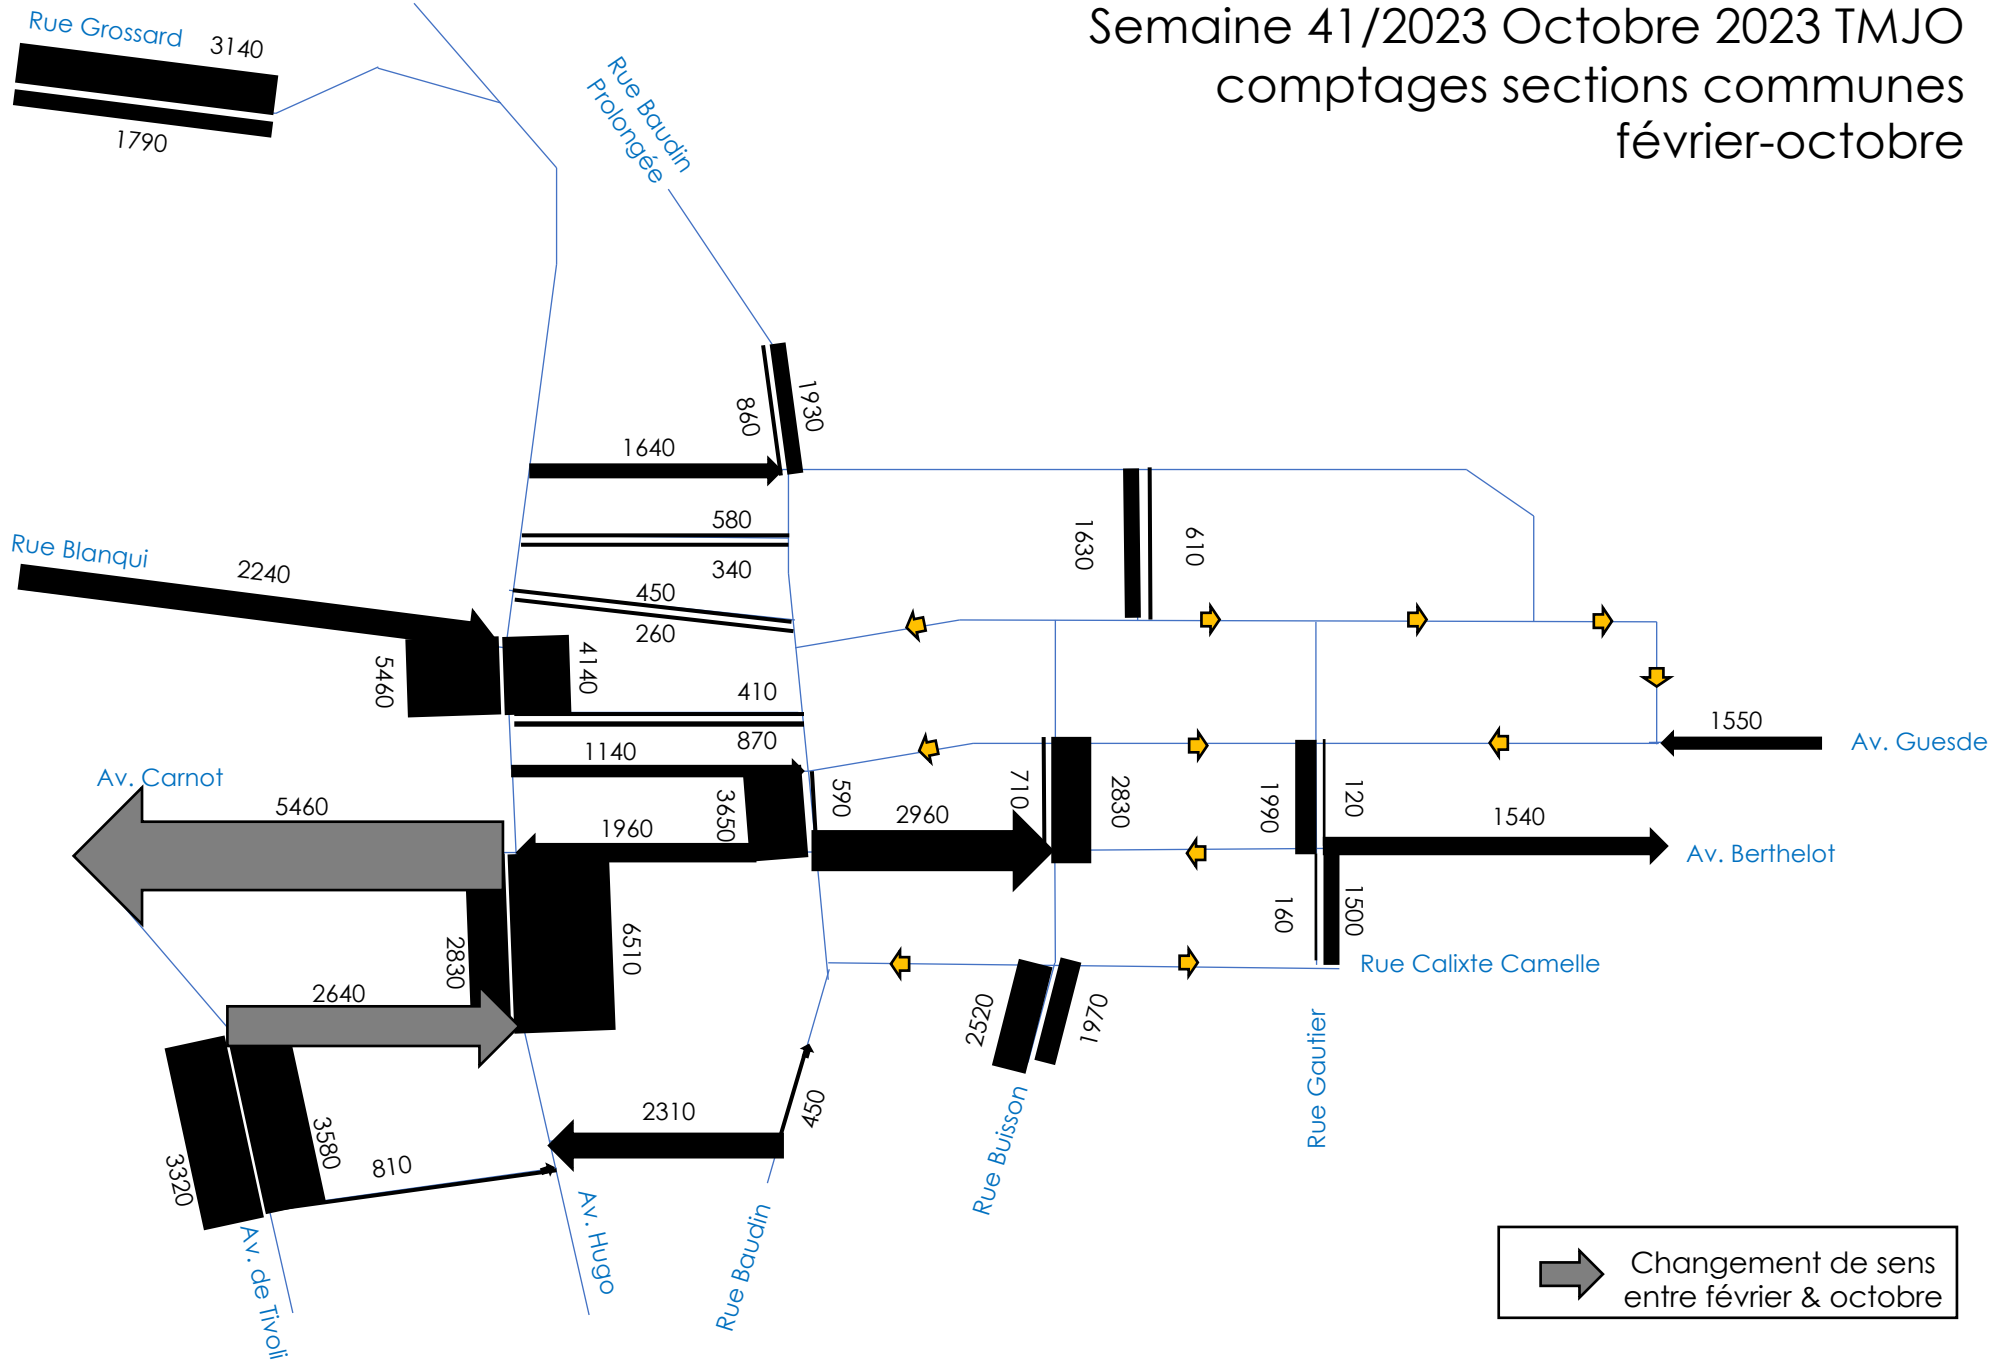 Semaine 41/2023 Octobre 2023 TMJO
comptages sections communes
février-octobre
Rue Grossard
3140
1790
Rue Baudin
Prolongée
860
1930
1640
580
340
450
260
Rue Blanqui
2240
5460
4140
410
870
1140
1630
610
1550
Av. Guesde
Av. Carnot
5460
1960
3650
590
2960
710
2830
1990
120
1540
Av. Berthelot
2830
6510
160
1500
Rue Calixte Camelle
2640
2520
1970
Rue Buisson
Rue Gautier
3320
3580
810
2310
450
Av. de Tivoli
Av. Hugo
Rue Baudin
Changement de sens
entre février & octobre